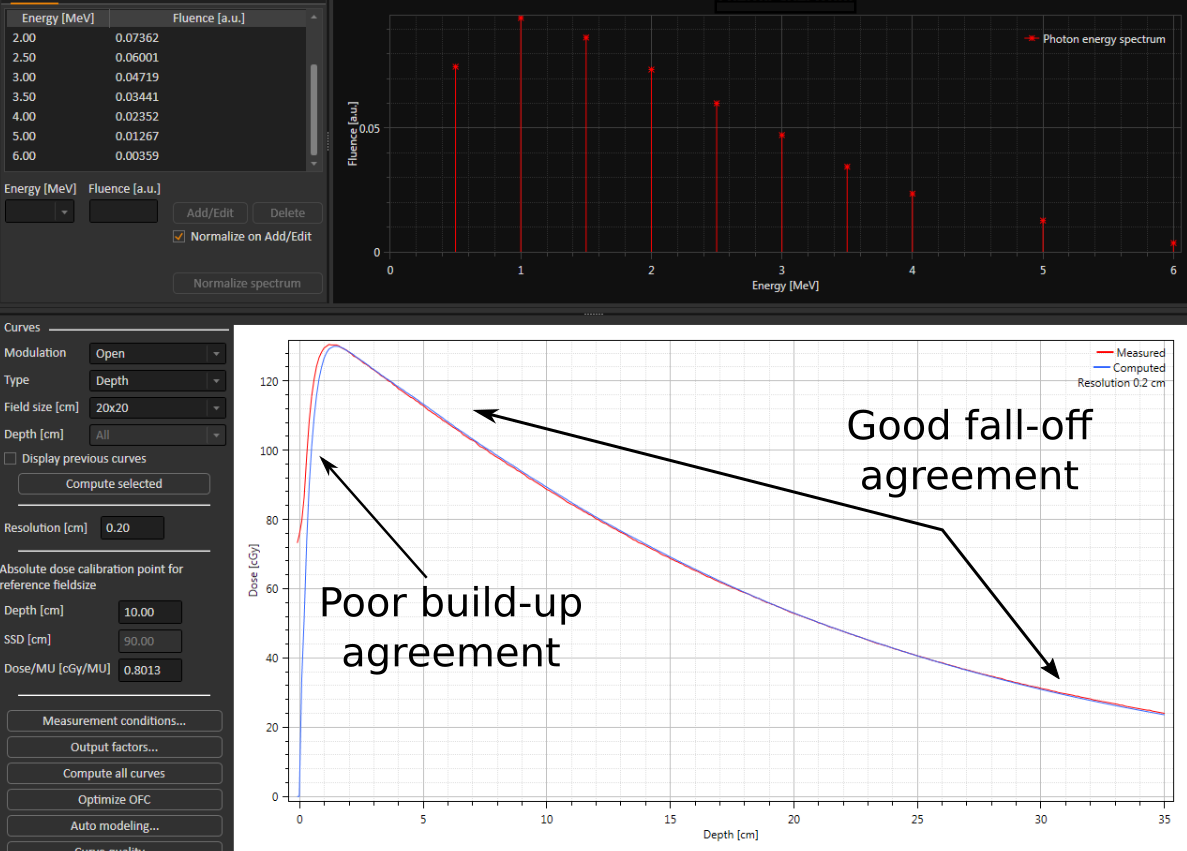 Energy [MeV] Fluence [a.u.]
2.00 0.07362
2.50 0.06001
3.00 0.04719
3.50 0.03441
4.00 0.02352
5.00 0.01267
6.00 0.00359
Energy [MeV] Fluence [a.u.]
Add/Edit Delete
Normalize on Add/Edit
Normalize spectrum
Photon energy spectrum
Fluence [a.u.]
0.05
0
0 1 2 3 4 5 6
Energy [MeV]
Curves
Modulation Open
Type Depth
Field size [cm] 20x20
Depth [cm] All
Display previous curves
Compute selected
Resolution [cm] 0.20
Absolute dose calibration point for
reference fieldsize
Depth [cm] 10.00
SSD [cm] 90.00
Dose/MU [cGy/MU] 0.8013
Measurement conditions...
Output factors...
Compute all curves
Optimize OFC
Auto modeling...
Curve quality...
Measured
Computed
Resolution 0.2 cm
Good fall-off
agreement
Poor build-up
agreement
Dose [cGy]
120
100
80
60
40
20
0
0 5 10 15 20 25 30 35
Depth [cm]